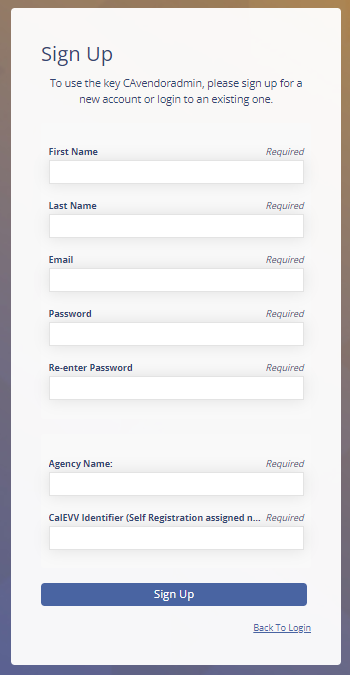 Sign Up
To use the key CAvendoradmin, please sign up for a
new account or login to an existing one.
First Name Required
Last Name Required
Email Required
Password Required
Re-enter Password Required
Agency Name: Required
CalEVV Identifier (Self Registration assigned n... Required
Sign Up
Back To Login